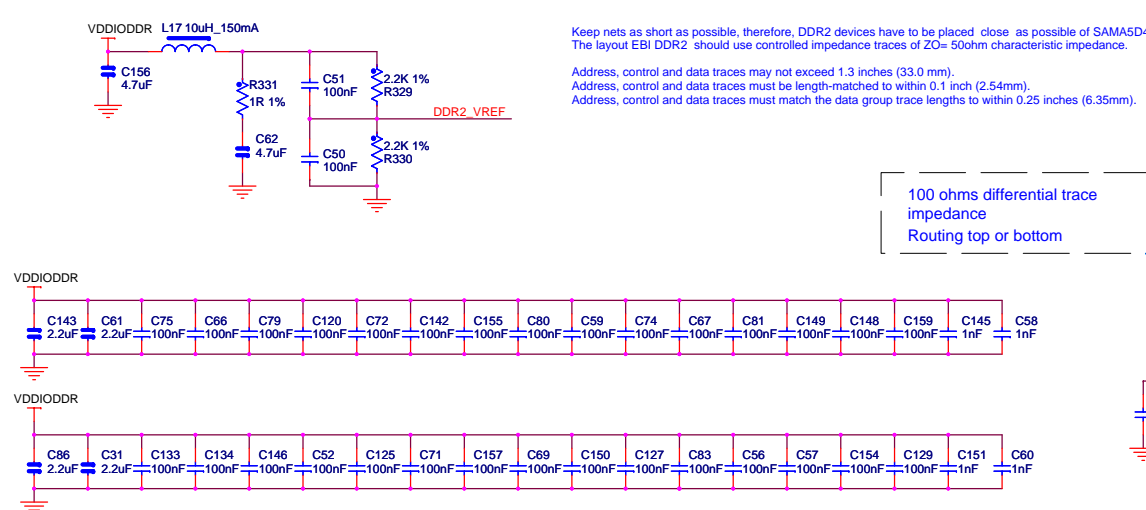 VDDIODDR
L17 10uH_150mA
C156
4.7uF
R331
1R 1%
C62
4.7uF
C51
100nF
2.2K 1%
R329
DDR2_VREF
C50
100nF
2.2K 1%
R330
Keep nets as short as possible, therefore, DDR2 devices have to be placed close as possible of SAMA5D4
The layout EBI DDR2 should use controlled impedance traces of ZO= 50ohm characteristic impedance.
Address, control and data traces may not exceed 1.3 inches (33.0 mm).
Address, control and data traces must be length-matched to within 0.1 inch (2.54mm).
Address, control and data traces must match the data group trace lengths to within 0.25 inches (6.35mm).
100 ohms differential trace
impedance
Routing top or bottom
VDDIODDR
C143 C61 C75 C66 C79 C120 C72 C142 C155 C80 C59 C74 C67 C81 C149 C148 C159 C145 C58
2.2uF 2.2uF 100nF 100nF 100nF 100nF 100nF 100nF 100nF 100nF 100nF 100nF 100nF 100nF 100nF 100nF 100nF 1nF 1nF
VDDIODDR
C86 C31 C133 C134 C146 C52 C125 C71 C157 C69 C150 C127 C83 C56 C57 C154 C129 C151 C60
2.2uF 2.2uF 100nF 100nF 100nF 100nF 100nF 100nF 100nF 100nF 100nF 100nF 100nF 100nF 100nF 100nF 100nF 1nF 1nF